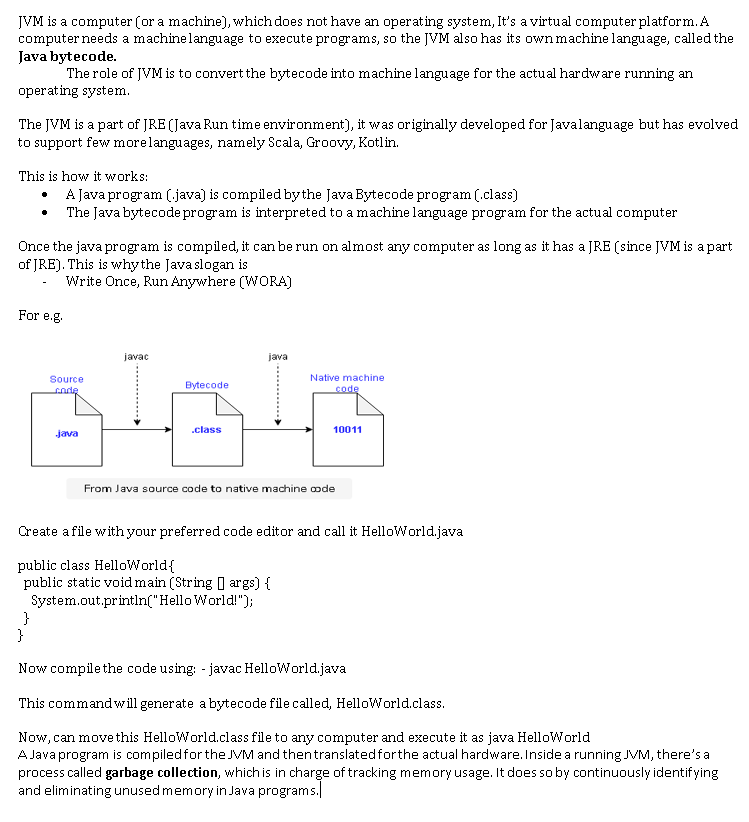 JVM is a computer (or a machine), which does not have an operating system, It's a virtual computer platform. A
computer needs a machine language to execute programs, so the JVM also has its own machine language, called the
Java bytecode.
The role of JVM is to convert the bytecode into machine language for the actual hardware running an
operating system.
The JVM is a part of JRE (Java Run time environment), it was originally developed for Java language but has evolved
to support few more languages, namely Scala, Groovy, Kotlin.
This is how it works:
• A Java program (.java) is compiled by the Java Bytecode program (.class)
• The Java bytecode program is interpreted to a machine language program for the actual computer
Once the java program is compiled, it can be run on almost any computer as long as it has a JRE (since JVM is a part
of JRE). This is why the Java slogan is
- Write Once, Run Anywhere (WORA)
For e.g.
javac java
Source
code
Bytecode
Native machine
code
.java
.class
10011
From Java source code to native machine code
Create a file with your preferred code editor and call it HelloWorld.java
public class HelloWorld{
public static void main (String [] args) {
System.out.println("Hello World!");
}
}
Now compile the code using: - javac HelloWorld.java
This command will generate a bytecode file called, HelloWorld.class.
Now, can move this HelloWorld.class file to any computer and execute it as java HelloWorld
A Java program is compiled for the JVM and then translated for the actual hardware. Inside a running JVM, there's a
process called garbage collection, which is in charge of tracking memory usage. It does so by continuously identifying
and eliminating unused memory in Java programs.